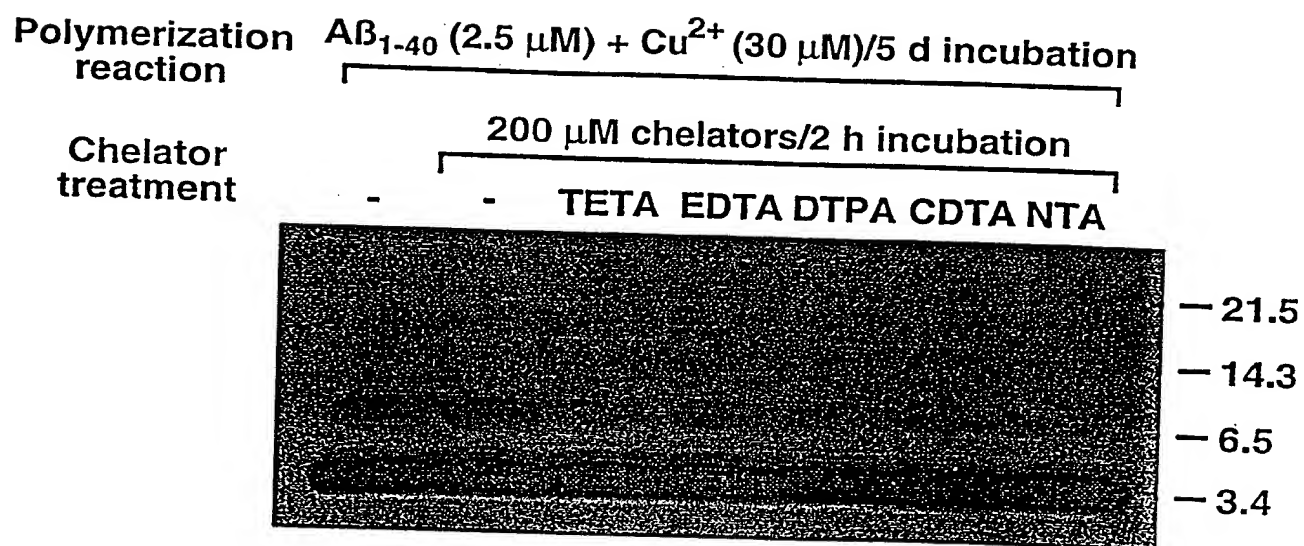 Polymerization reaction
Aß₁₋₄₀ (2.5 µM) + Cu²⁺ (30 µM)/5 d incubation
Chelator treatment
200 µM chelators/2 h incubation
- - TETA EDTA DTPA CDTA NTA
21.5
14.3
6.5
3.4